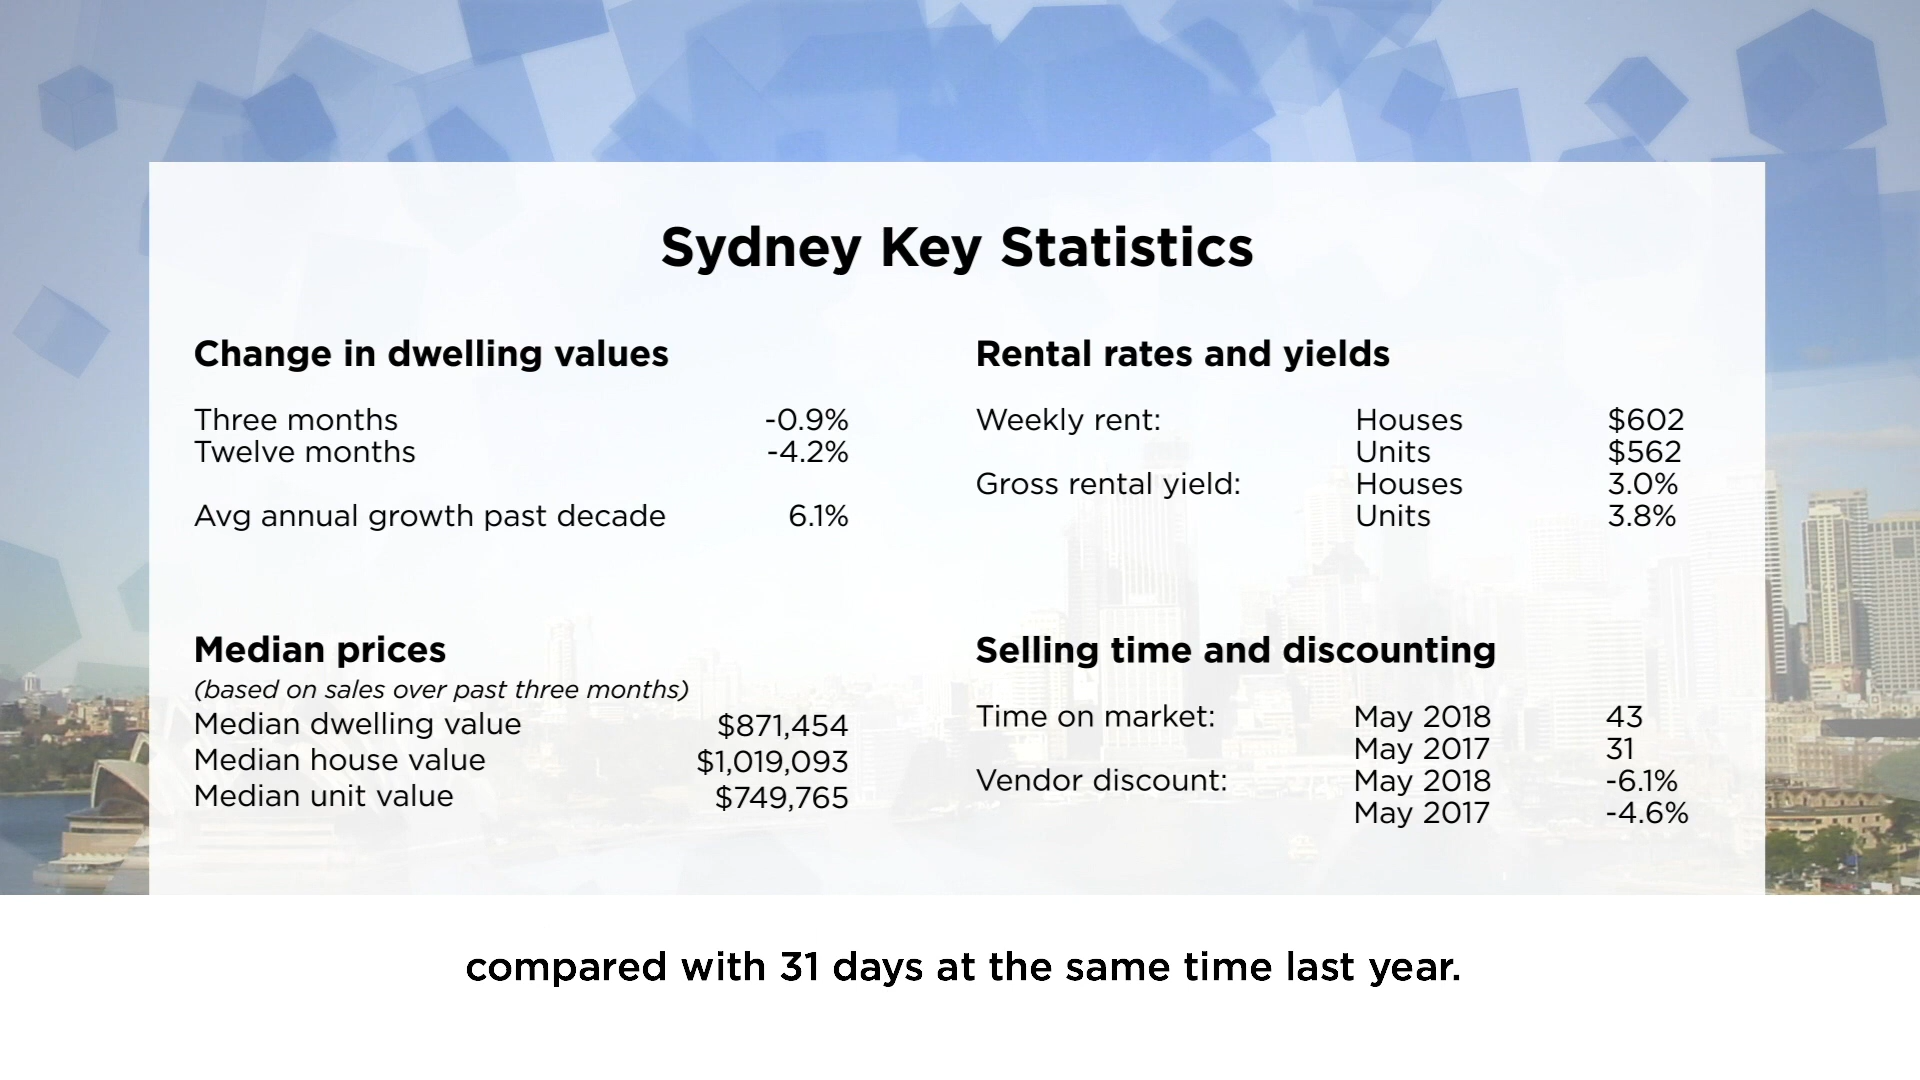 Sydney Key Statistics
Change in dwelling values
Three months -0.9%
Twelve months -4.2%
Avg annual growth past decade 6.1%
Rental rates and yields
Weekly rent: Houses $602
Units $562
Gross rental yield: Houses 3.0%
Units 3.8%
Median prices
(based on sales over past three months)
Median dwelling value $871,454
Median house value $1,019,093
Median unit value $749,765
Selling time and discounting
Time on market: May 2018 43
May 2017 31
Vendor discount: May 2018 -6.1%
May 2017 -4.6%
compared with 31 days at the same time last year.